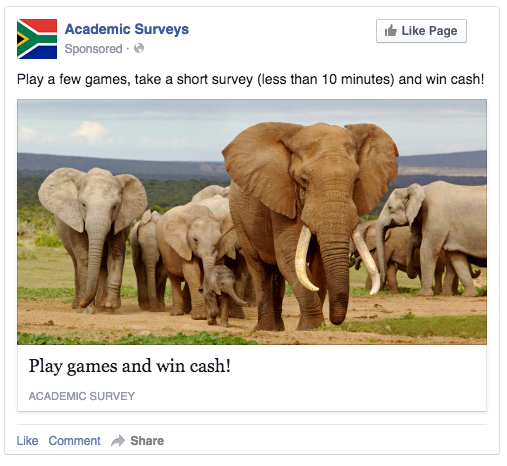 Academic Surveys
Like Page
Sponsored ·
Play a few games, take a short survey (less than 10 minutes) and win cash!
Play games and win cash!
ACADEMIC SURVEY
Like Comment Share